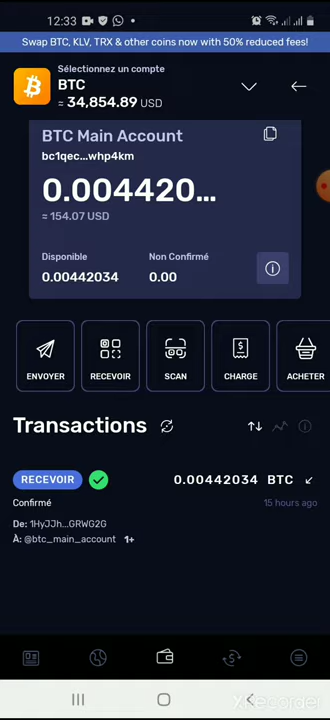 12:33
Swap BTC, KLV, TRX & other coins now with 50% reduced fees!
Sélectionnez un compte
BTC
≈ 34,854.89 USD
BTC Main Account
bc1qec...whp4km
0.004420...
≈ 154.07 USD
Disponible
Non Confirmé
0.00442034
0.00
ENVOYER
RECEVOIR
SCAN
CHARGE
ACHETER
Transactions
RECEVOIR
0.00442034 BTC
Confirmé
15 hours ago
De: 1HyJJh...GRWG2G
À: @btc_main_account 1+
XRecorder